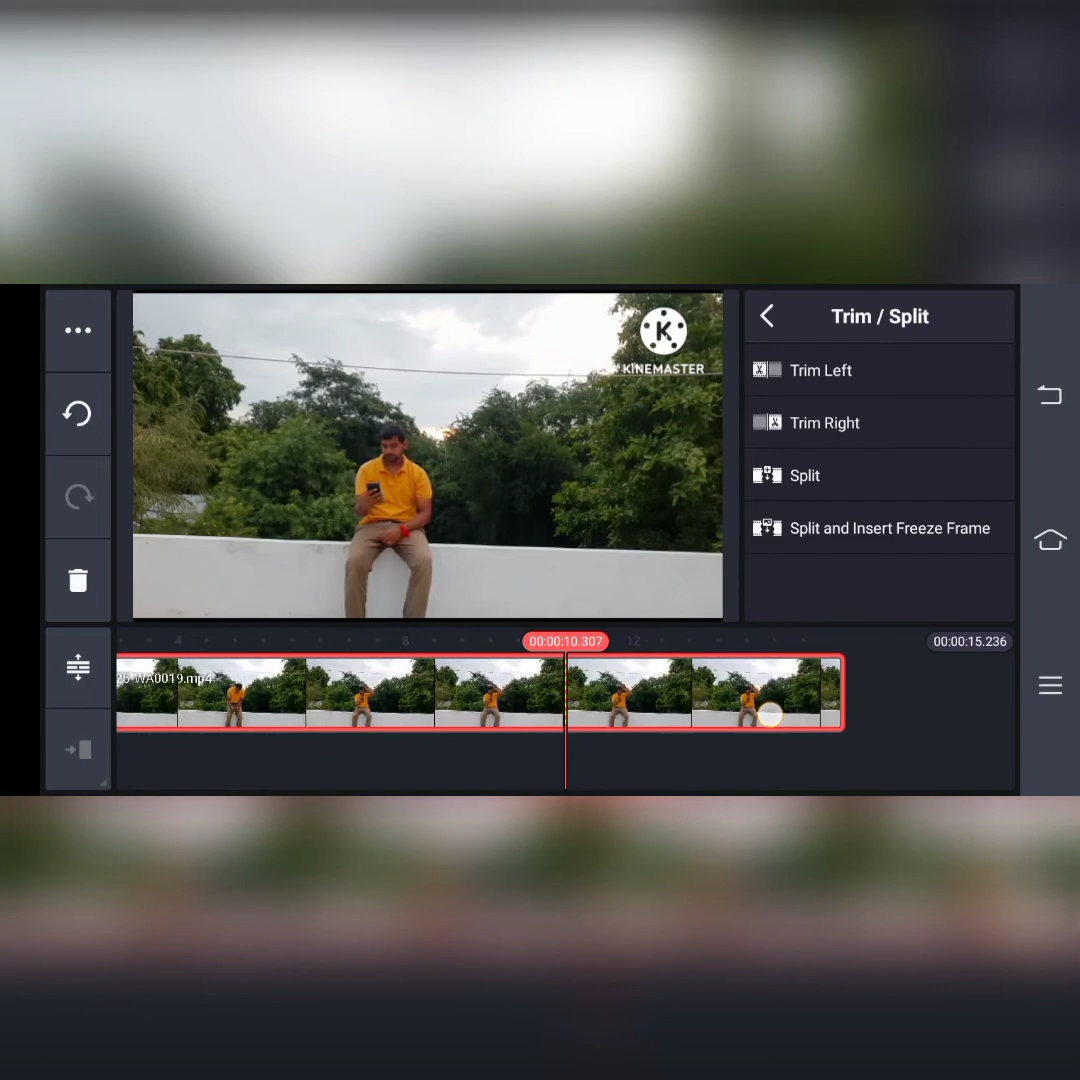 K
KINEMASTER
Trim / Split
Trim Left
Trim Right
Split
Split and Insert Freeze Frame
4
8
00:00:10.307
12
00:00:15.236
25-WA0019.mp4